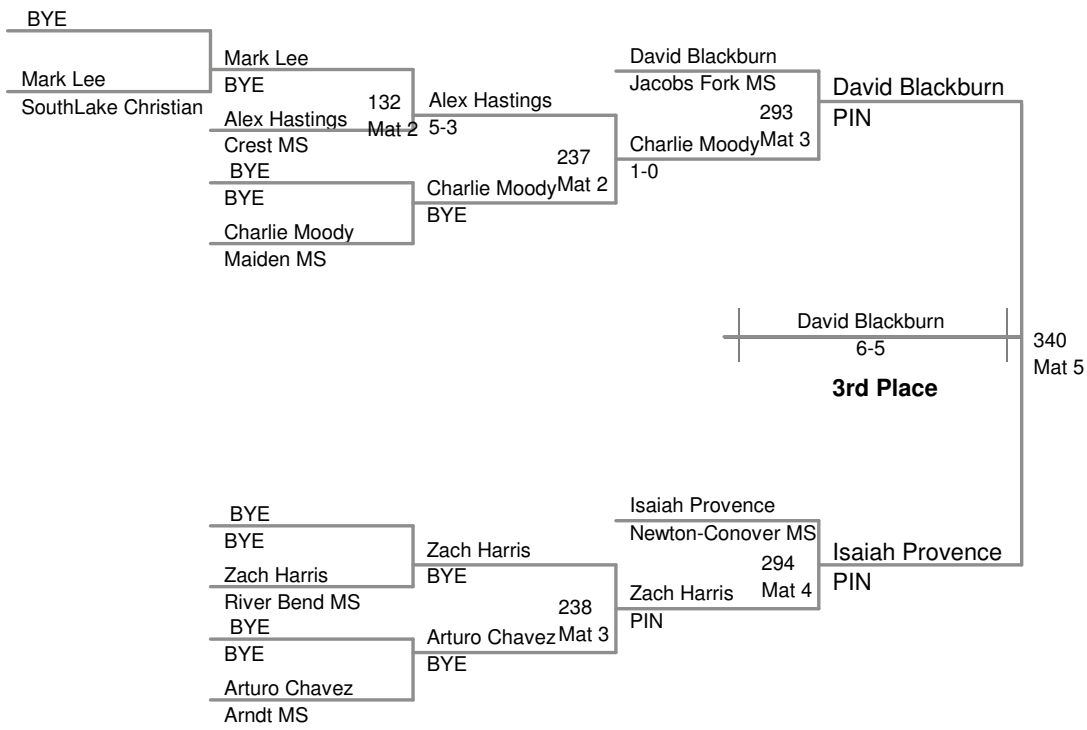 BYE
Mark Lee
SouthLake Christian
Mark Lee
BYE
Alex Hastings
Crest MS
132
Mat 2
BYE
BYE
Charlie Moody
Maiden MS
Alex Hastings
5-3
Charlie Moody
BYE
237
Mat 2
David Blackburn
Jacobs Fork MS
Charlie Moody
1-0
293
Mat 3
David Blackburn
PIN
David Blackburn
6-5
3rd Place
340
Mat 5
BYE
BYE
Zach Harris
River Bend MS
BYE
BYE
Arturo Chavez
Arndt MS
Zach Harris
BYE
Arturo Chavez
BYE
238
Mat 3
Isaiah Provence
Newton-Conover MS
Zach Harris
PIN
294
Mat 4
Isaiah Provence
PIN